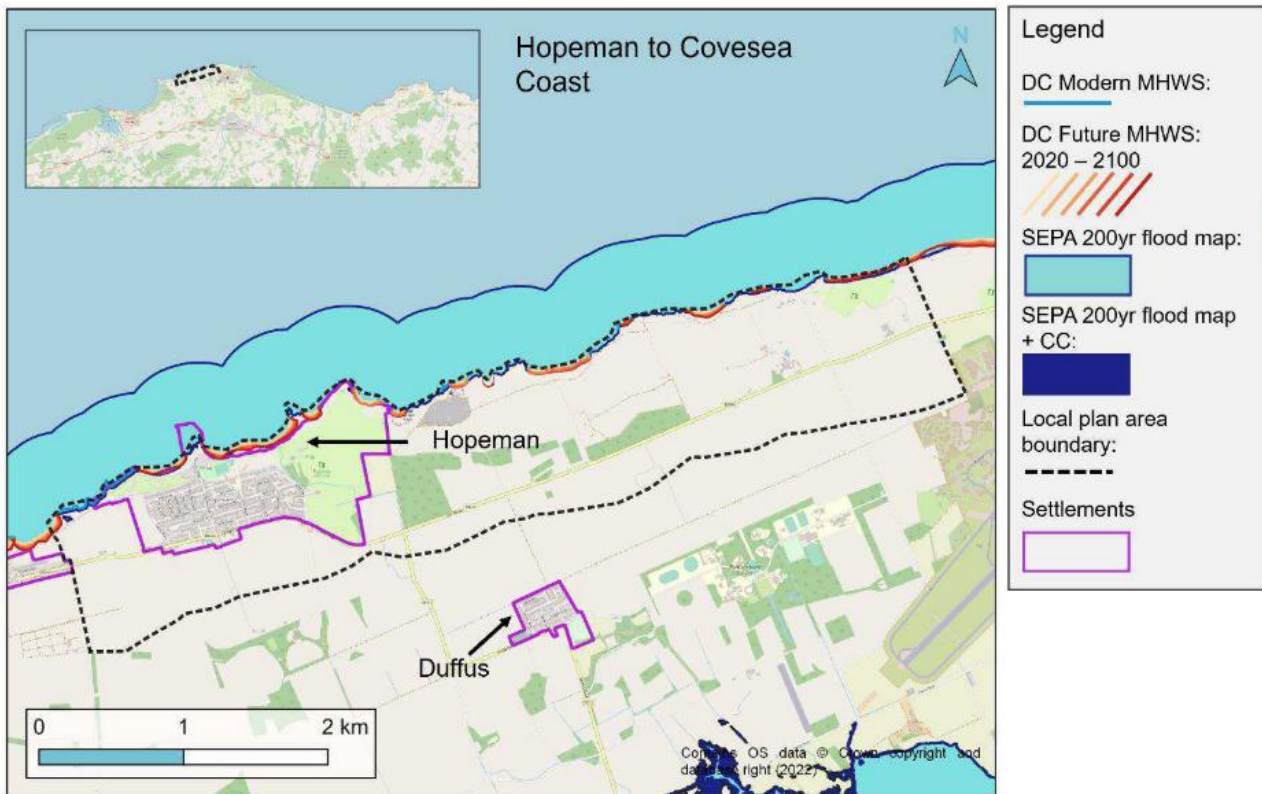 Hopeman to Covesea
Coast
N
Hopeman
Duffus
0 1 2 km
Contains OS data © Crown copyright and
database right (2022)
Legend
DC Modern MHWS:
DC Future MHWS:
2020 – 2100
SEPA 200yr flood map:
SEPA 200yr flood map
+ CC:
Local plan area
boundary:
Settlements